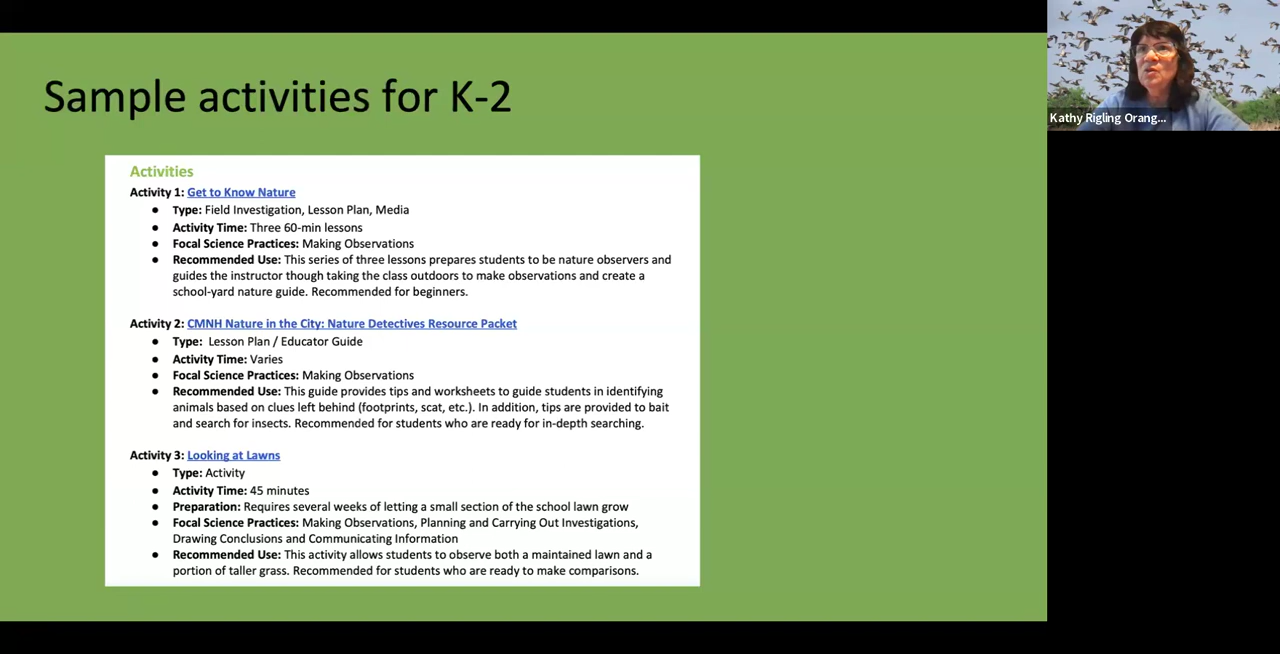 Sample activities for K-2
Kathy Rigling Orang...
Activities
Activity 1: Get to Know Nature
● Type: Field Investigation, Lesson Plan, Media
● Activity Time: Three 60-min lessons
● Focal Science Practices: Making Observations
● Recommended Use: This series of three lessons prepares students to be nature observers and
guides the instructor though taking the class outdoors to make observations and create a
school-yard nature guide. Recommended for beginners.
Activity 2: CMNH Nature in the City: Nature Detectives Resource Packet
● Type: Lesson Plan / Educator Guide
● Activity Time: Varies
● Focal Science Practices: Making Observations
● Recommended Use: This guide provides tips and worksheets to guide students in identifying
animals based on clues left behind (footprints, scat, etc.). In addition, tips are provided to bait
and search for insects. Recommended for students who are ready for in-depth searching.
Activity 3: Looking at Lawns
● Type: Activity
● Activity Time: 45 minutes
● Preparation: Requires several weeks of letting a small section of the school lawn grow
● Focal Science Practices: Making Observations, Planning and Carrying Out Investigations,
Drawing Conclusions and Communicating Information
● Recommended Use: This activity allows students to observe both a maintained lawn and a
portion of taller grass. Recommended for students who are ready to make comparisons.